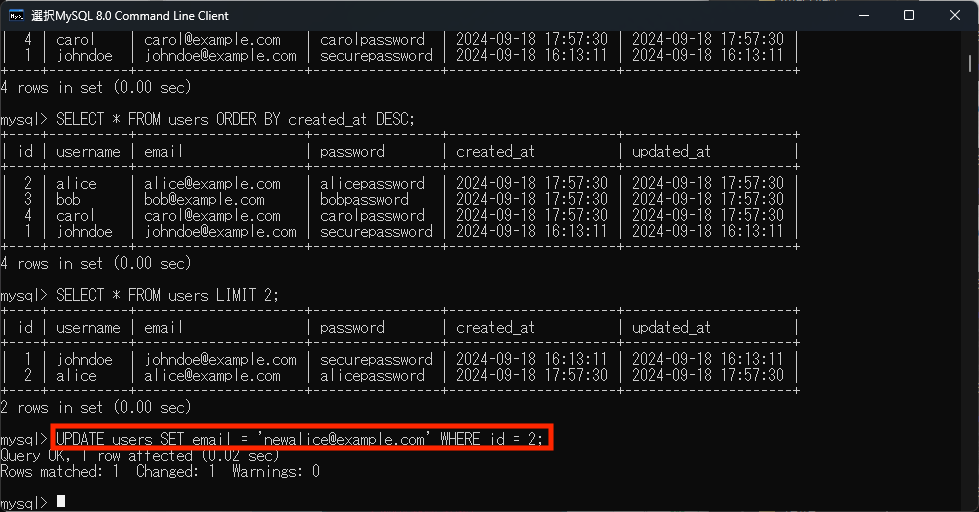 選択MySQL 8.0 Command Line Client
| 4 | carol | carol@example.com | carolpassword | 2024-09-18 17:57:30 | 2024-09-18 17:57:30 |
| 1 | johndoe | johndoe@example.com | securepassword | 2024-09-18 16:13:11 | 2024-09-18 16:13:11 |
+----+----------+---------------------+----------------+---------------------+---------------------+
4 rows in set (0.00 sec)
mysql> SELECT * FROM users ORDER BY created_at DESC;
+----+----------+---------------------+----------------+---------------------+---------------------+
| id | username | email | password | created_at | updated_at |
+----+----------+---------------------+----------------+---------------------+---------------------+
| 2 | alice | alice@example.com | alicepassword | 2024-09-18 17:57:30 | 2024-09-18 17:57:30 |
| 3 | bob | bob@example.com | bobpassword | 2024-09-18 17:57:30 | 2024-09-18 17:57:30 |
| 4 | carol | carol@example.com | carolpassword | 2024-09-18 17:57:30 | 2024-09-18 17:57:30 |
| 1 | johndoe | johndoe@example.com | securepassword | 2024-09-18 16:13:11 | 2024-09-18 16:13:11 |
+----+----------+---------------------+----------------+---------------------+---------------------+
4 rows in set (0.00 sec)
mysql> SELECT * FROM users LIMIT 2;
+----+----------+---------------------+----------------+---------------------+---------------------+
| id | username | email | password | created_at | updated_at |
+----+----------+---------------------+----------------+---------------------+---------------------+
| 1 | johndoe | johndoe@example.com | securepassword | 2024-09-18 16:13:11 | 2024-09-18 16:13:11 |
| 2 | alice | alice@example.com | alicepassword | 2024-09-18 17:57:30 | 2024-09-18 17:57:30 |
+----+----------+---------------------+----------------+---------------------+---------------------+
2 rows in set (0.00 sec)
mysql> UPDATE users SET email = 'newalice@example.com' WHERE id = 2;
Query OK, 1 row affected (0.02 sec)
Rows matched: 1 Changed: 1 Warnings: 0
mysql>